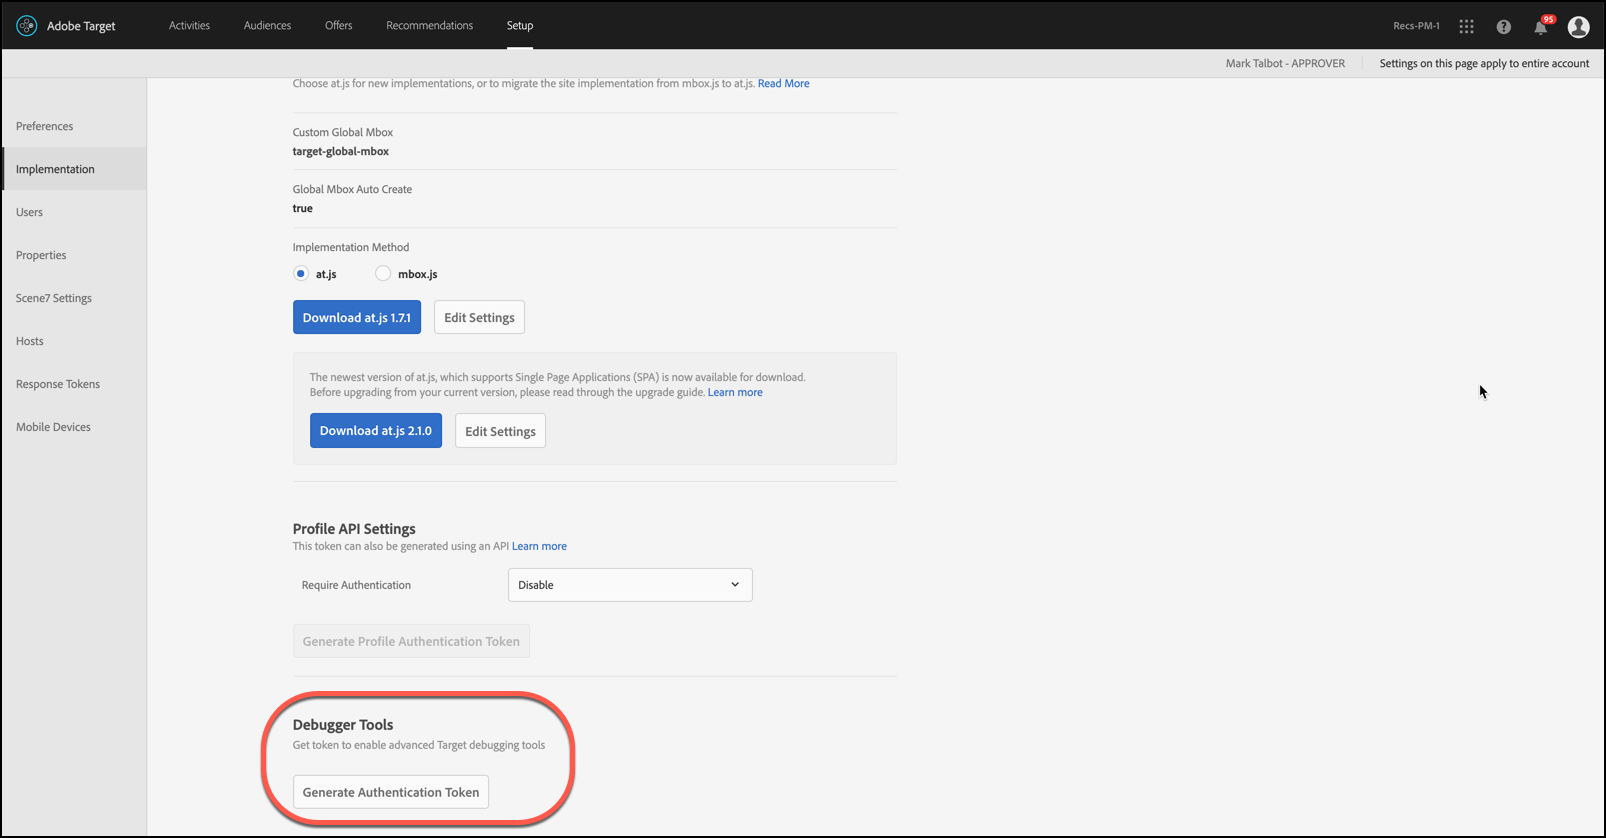 Adobe Target
Activities
Audiences
Offers
Recommendations
Setup
Recs-PM-1
95
Mark Talbot - APPROVER
Settings on this page apply to entire account
Preferences
Implementation
Users
Properties
Scene7 Settings
Hosts
Response Tokens
Mobile Devices
Choose at.js for new implementations, or to migrate the site implementation from mbox.js to at.js. Read More
Custom Global Mbox
target-global-mbox
Global Mbox Auto Create
true
Implementation Method
at.js
mbox.js
Download at.js 1.7.1
Edit Settings
The newest version of at.js, which supports Single Page Applications (SPA) is now available for download.
Before upgrading from your current version, please read through the upgrade guide. Learn more
Download at.js 2.1.0
Edit Settings
Profile API Settings
This token can also be generated using an API Learn more
Require Authentication
Disable
Generate Profile Authentication Token
Debugger Tools
Get token to enable advanced Target debugging tools
Generate Authentication Token